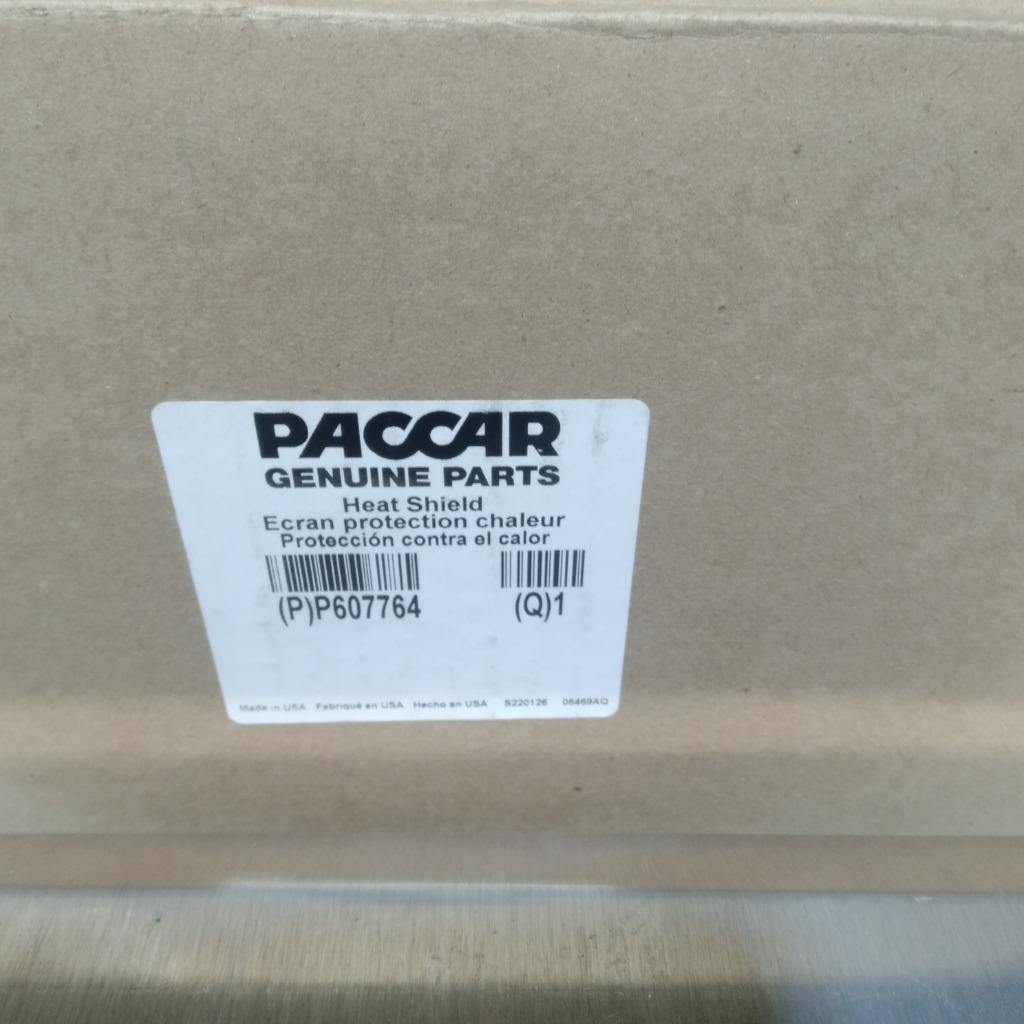 PACCAR
GENUINE PARTS
Heat Shield
Ecran protection chaleur
Protección contra el calor
(P)P607764 (Q)1
Made in USA Fabriqué en USA Hecho en USA S220126 05469AQ